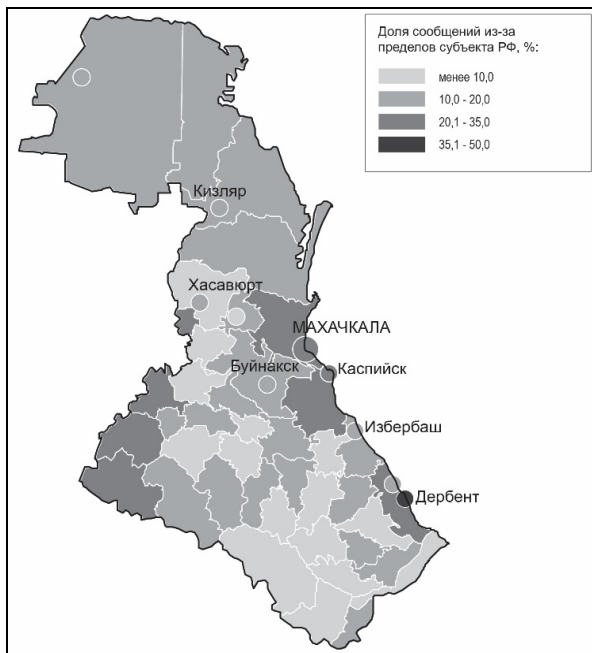 Доля сообщений из-за
пределов субъекта РФ, %:
менее 10,0
10,0 - 20,0
20,1 - 35,0
35,1 - 50,0
Кизляр
Хасавюрт
МАХАЧКАЛА
Каспийск
Буйнакск
Избербаш
Дербент